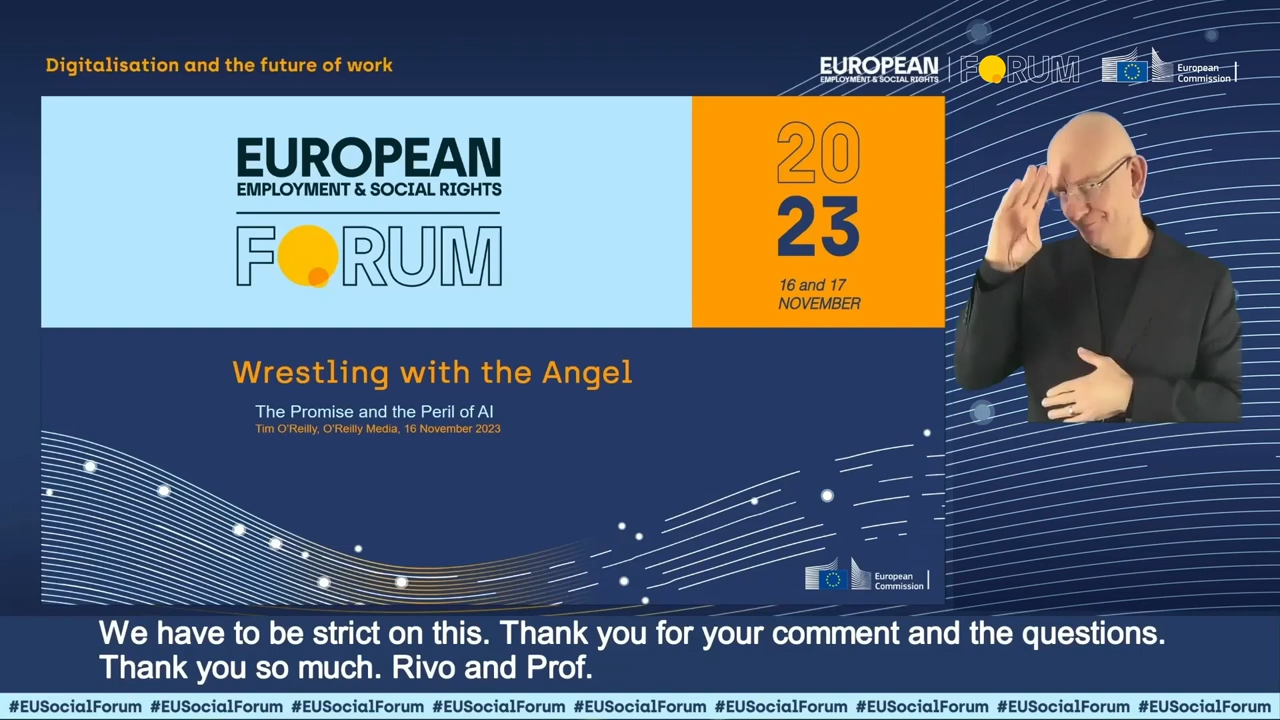 Digitalisation and the future of work
EUROPEAN
EMPLOYMENT & SOCIAL RIGHTS
FORUM
European
Commission
EUROPEAN
EMPLOYMENT & SOCIAL RIGHTS
FORUM
20
23
16 and 17
NOVEMBER
Wrestling with the Angel
The Promise and the Peril of AI
Tim O'Reilly, O'Reilly Media, 16 November 2023
European
Commission
We have to be strict on this. Thank you for your comment and the questions.
Thank you so much. Rivo and Prof.
#EUSocialForum #EUSocialForum #EUSocialForum #EUSocialForum #EUSocialForum #EUSocialForum #EUSocialForum #EUSocialForum #EUSocialForum